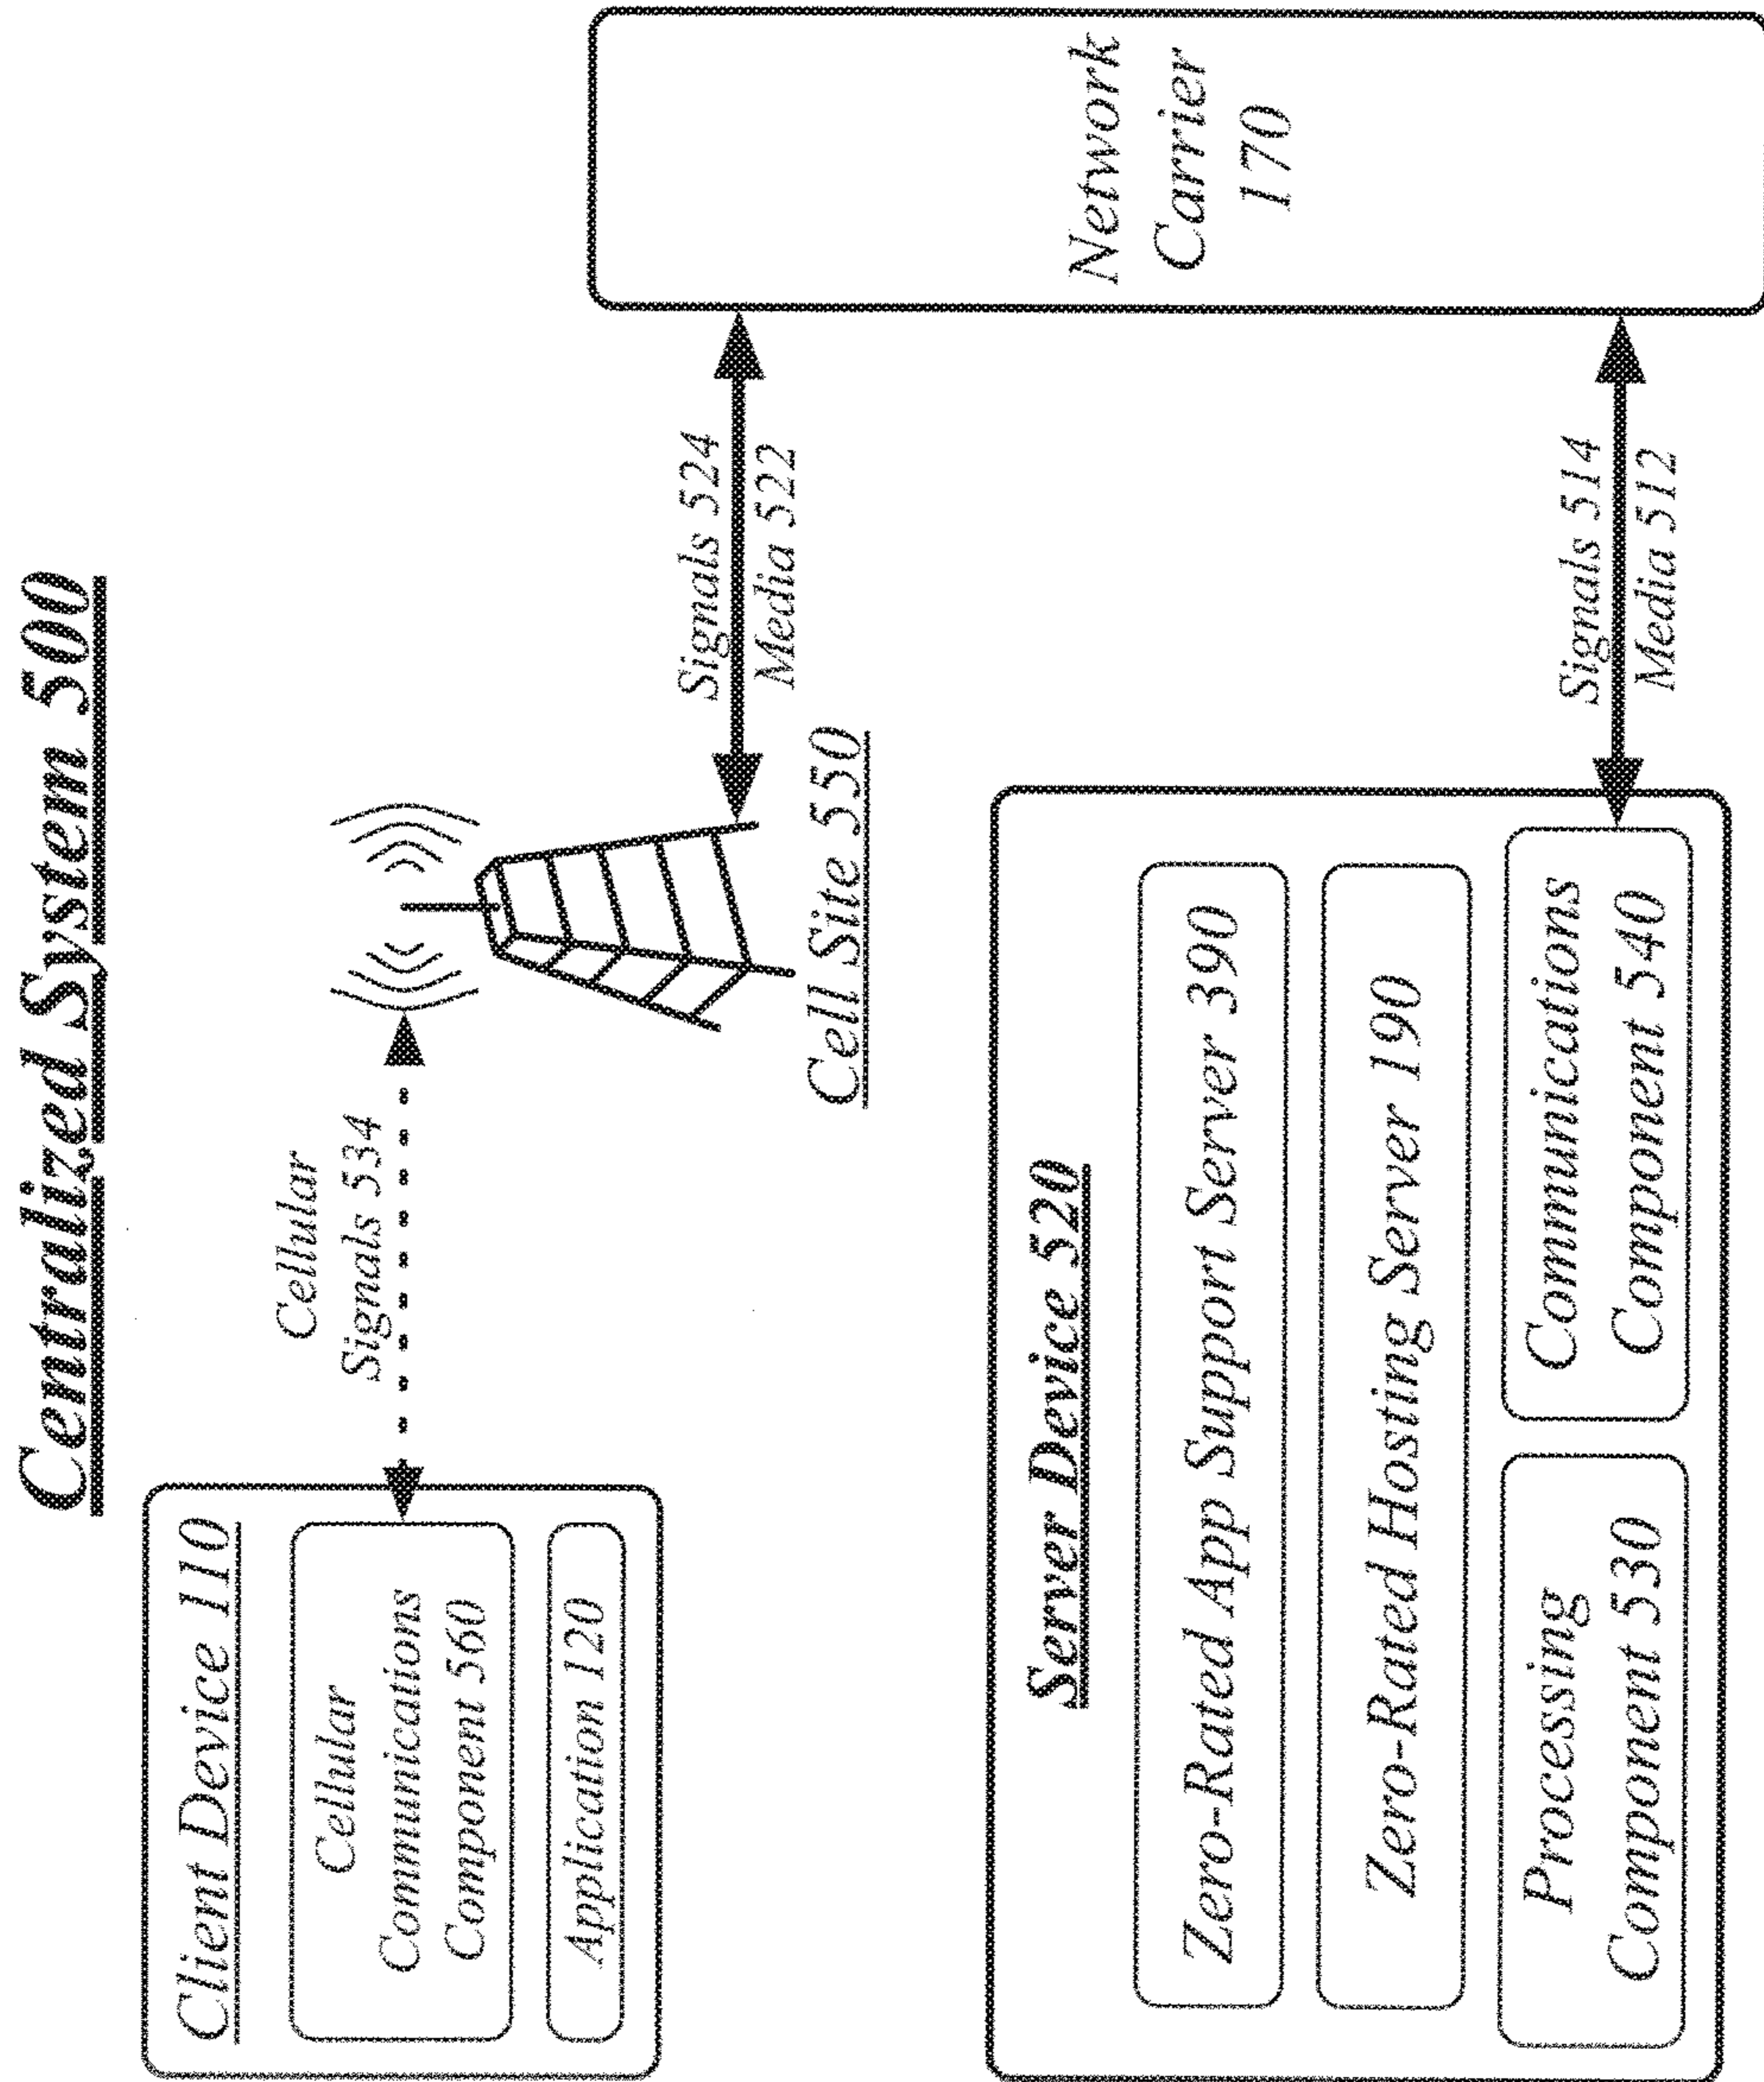 Centralized System 500
Client Device 110
Cellular
Communications
Component 560
Application 120
Cellular
Signals 534
Cell Site 550
Signals 524
Media 522
Network
Carrier
170
Server Device 520
Zero-Rated App Support Server 390
Zero-Rated Hosting Server 190
Processing
Component 530
Communications
Component 540
Signals 514
Media 512